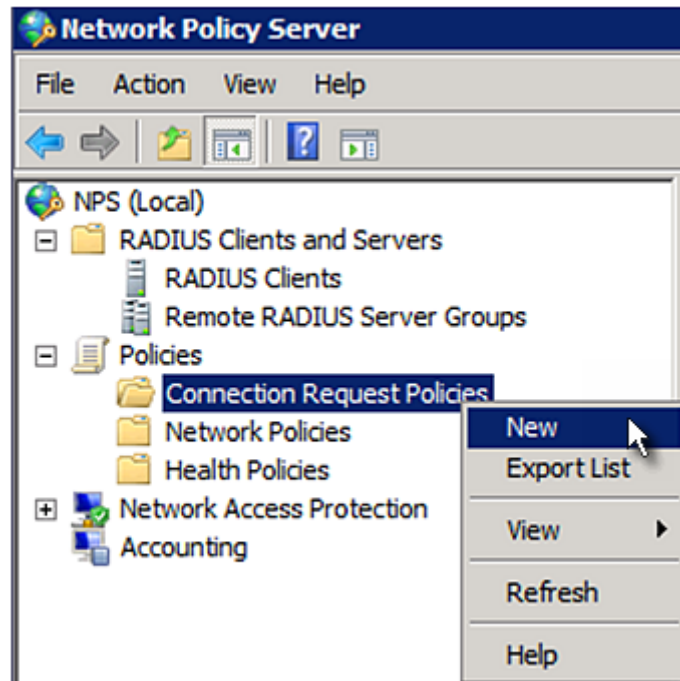 Network Policy Server
File Action View Help
NPS (Local)
RADIUS Clients and Servers
RADIUS Clients
Remote RADIUS Server Groups
Policies
Connection Request Policies
New
Network Policies
Export List
Health Policies
Network Access Protection
View
Accounting
Refresh
Help